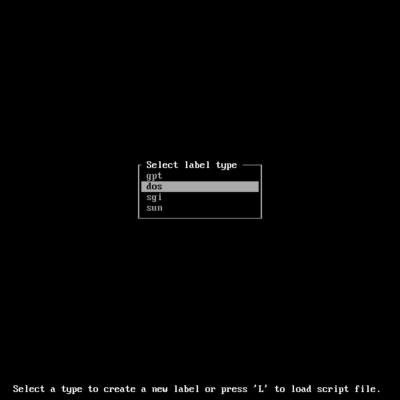 Select label type
gpt
dos
sgi
sun
Select a type to create a new label or press 'L' to load script file.